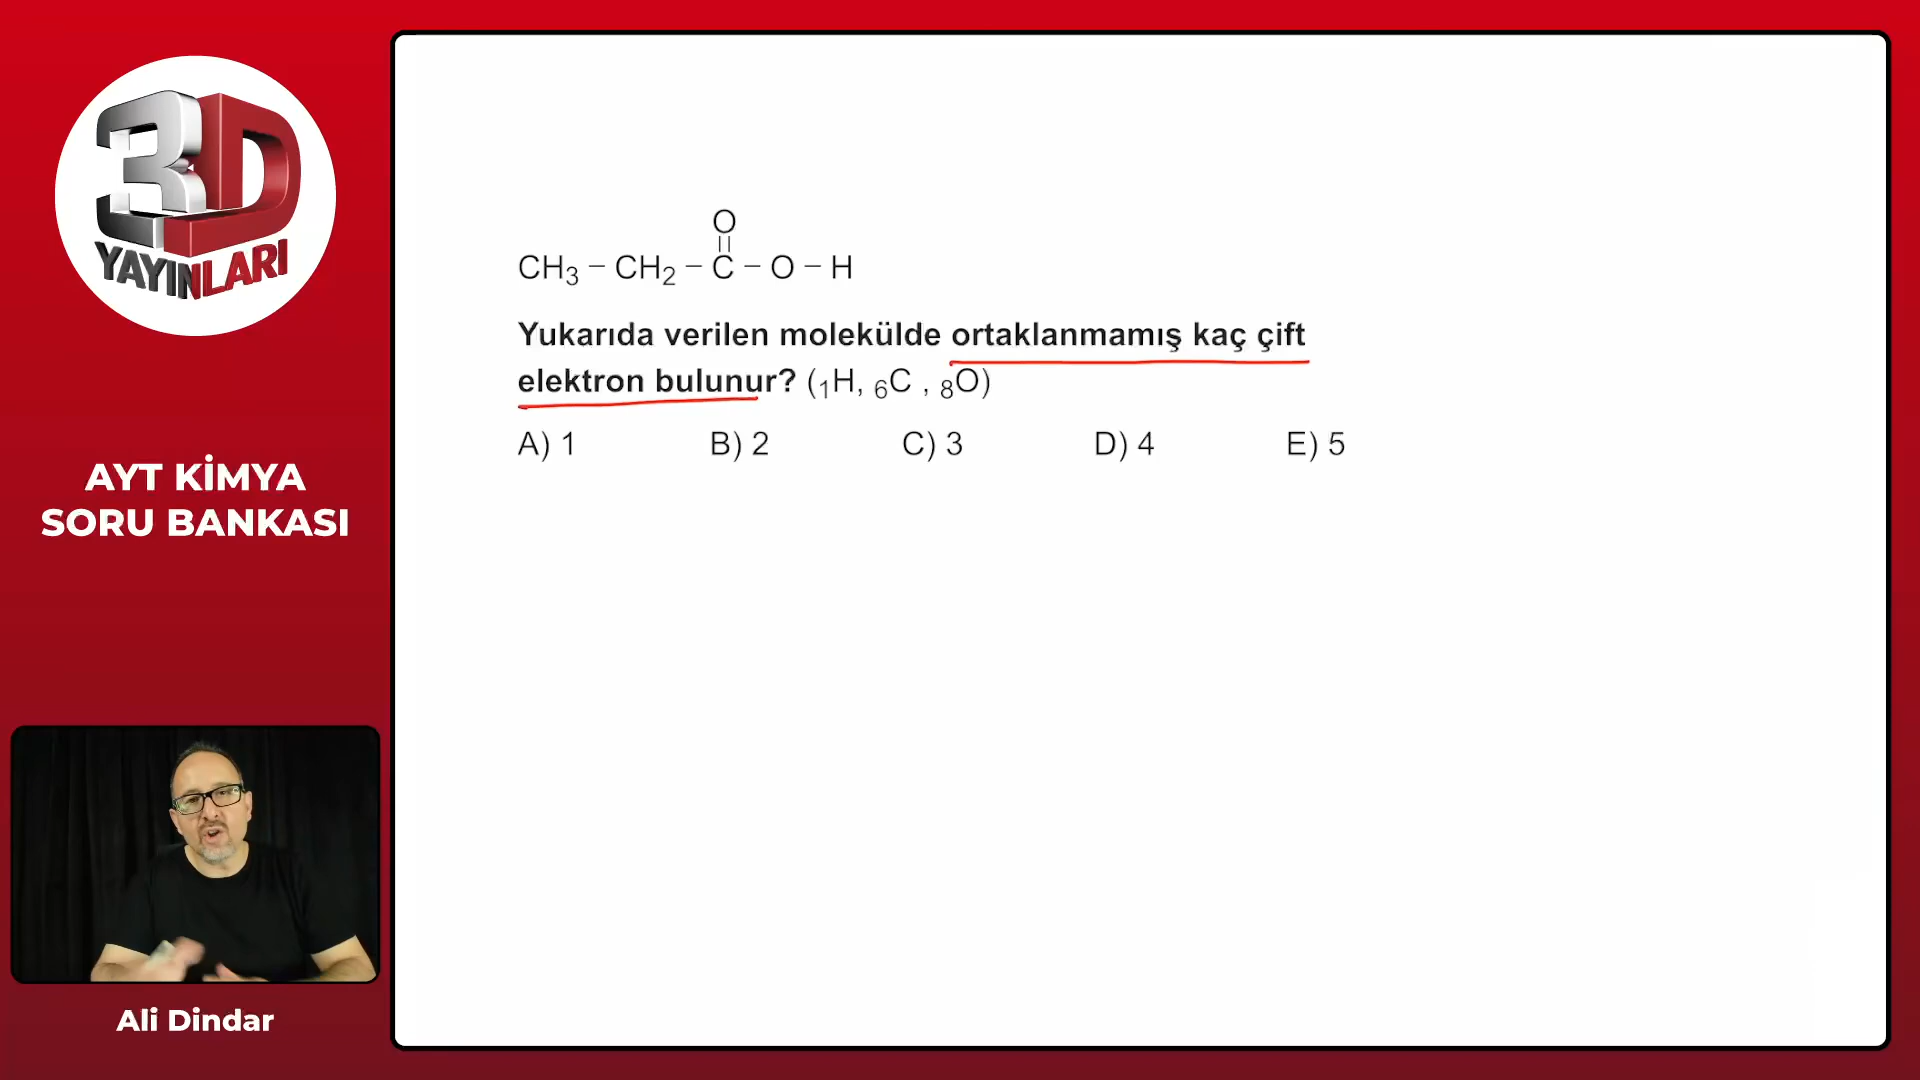 3D
YAYINLARI
AYT KİMYA
SORU BANKASI
Ali Dindar
O
||
CH₃ – CH₂ – C – O – H
Yukarıda verilen molekülde ortaklanmamış kaç çift
elektron bulunur? (₁H, ₆C , ₈O)
A) 1 B) 2 C) 3 D) 4 E) 5